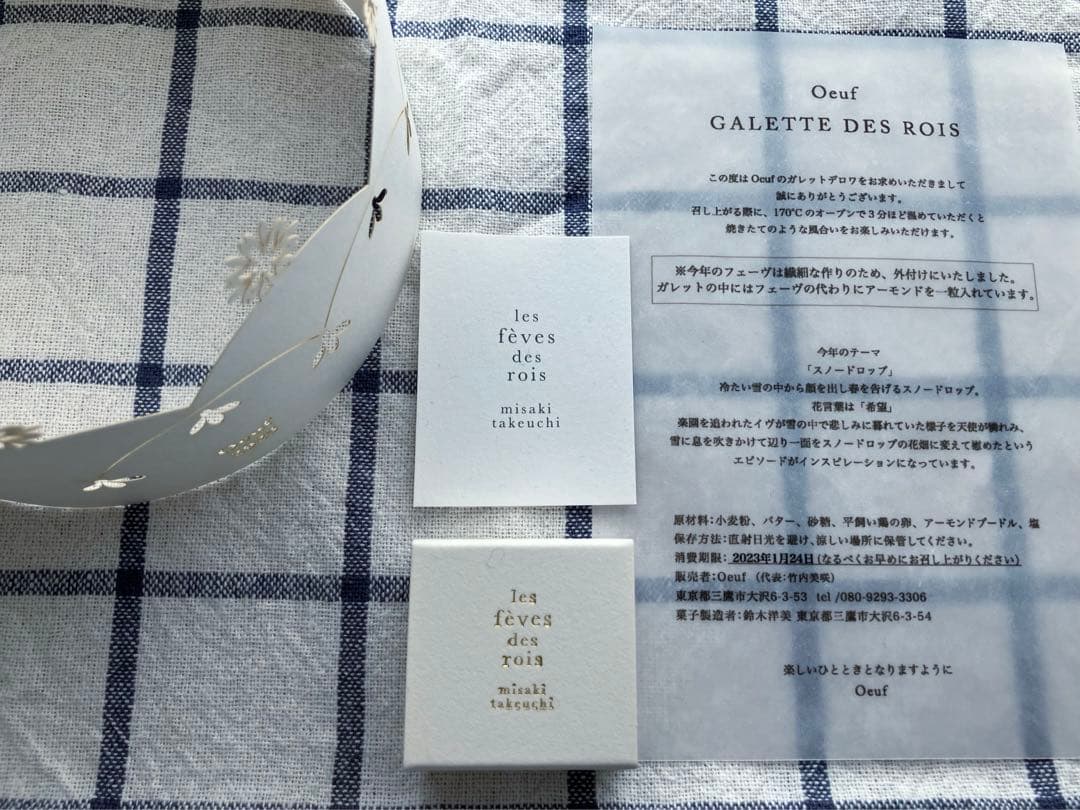 les
fèves
des
rois
misaki
takeuchi
les
fèves
des
rois
misaki
takeuchi
Oeuf
GALETTE DES ROIS
この度は Oeuf のガレットデロワをお求めいただきまして
誠にありがとうございます。
召し上がる際に、170℃のオーブンで3分ほど温めていただくと
焼きたてのような風合いをお楽しみいただけます。
※今年のフェーヴは繊細な作りのため、外付けにいたしました。
ガレットの中にはフェーヴの代わりにアーモンドを一粒入れています。
今年のテーマ
「スノードロップ」
冷たい雪の中から顔を出し春を告げるスノードロップ。
花言葉は「希望」
楽園を追われたイヴが雪の中で悲しみに暮れていた様子を天使が憐れみ、
雪に息を吹きかけて辺り一面をスノードロップの花畑に変えて慰めたという
エピソードがインスピレーションになっています。
原材料：小麦粉、バター、砂糖、平飼い鶏の卵、アーモンドプードル、塩
保存方法：直射日光を避け、涼しい場所に保管してください。
消費期限：2023年1月24日(なるべくお早めにお召し上がりください)
販売者：Oeuf （代表：竹内美咲）
東京都三鷹市大沢6-3-53 tel /080-9293-3306
菓子製造者：鈴木洋美 東京都三鷹市大沢6-3-54
楽しいひとときとなりますように
Oeuf